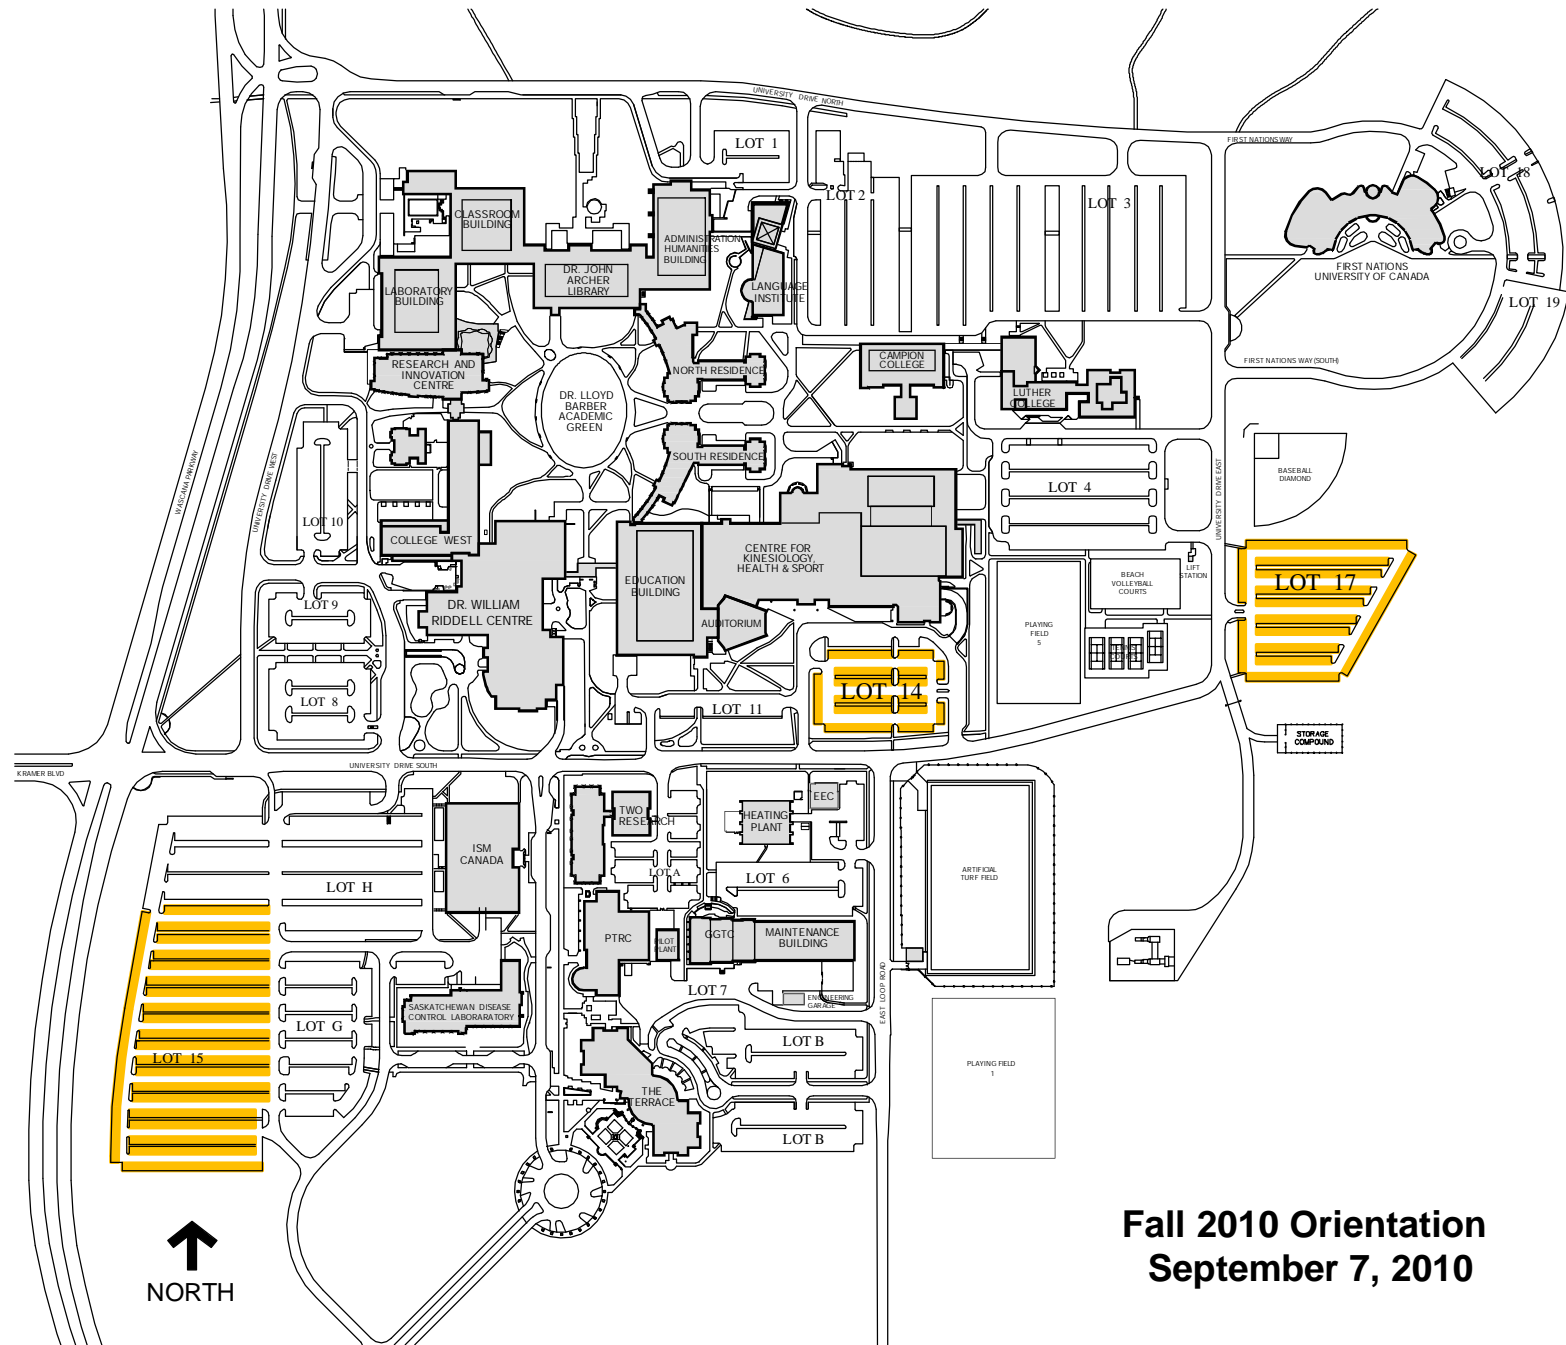 UNIVERSITY DRIVE NORTH
FIRST NATIONS WAY
LOT 1
LOT 2
LOT 3
LOT 18
CLASSROOM
BUILDING
ADMINISTRATION
HUMANITIES
BUILDING
DR. JOHN
ARCHER
LIBRARY
LABORATORY
BUILDING
LANGUAGE
INSTITUTE
FIRST NATIONS
UNIVERSITY OF CANADA
LOT 19
FIRST NATIONS WAY (SOUTH)
RESEARCH AND
INNOVATION
CENTRE
NORTH RESIDENCE
CAMPION
COLLEGE
LUTHER
COLLEGE
DR. LLOYD
BARBER
ACADEMIC
GREEN
SOUTH RESIDENCE
WASCANA PARKWAY
UNIVERSITY DRIVE WEST
UNIVERSITY DRIVE EAST
BASEBALL
DIAMOND
LOT 4
LOT 10
COLLEGE WEST
CENTRE FOR
KINESIOLOGY,
HEALTH & SPORT
EDUCATION
BUILDING
LIFT
STATION
BEACH
VOLLEYBALL
COURTS
LOT 17
LOT 9
DR. WILLIAM
RIDDELL CENTRE
AUDITORIUM
PLAYING
FIELD
5
TENNIS
COURTS
LOT 8
LOT 11
LOT 14
STORAGE
COMPOUND
KRAMER BLVD
UNIVERSITY DRIVE SOUTH
TWO
RESEARCH
HEATING
PLANT
EEC
ISM
CANADA
LOT A
LOT 6
LOT H
ARTIFICIAL
TURF FIELD
PTRC
PILOT
PLANT
GGTC
MAINTENANCE
BUILDING
LOT 7
ENGINEERING
GARAGE
EAST LOOP ROAD
SASKATCHEWAN DISEASE
CONTROL LABORARATORY
LOT G
LOT 15
LOT B
PLAYING FIELD
1
THE
TERRACE
LOT B
NORTH
Fall 2010 Orientation
September 7, 2010